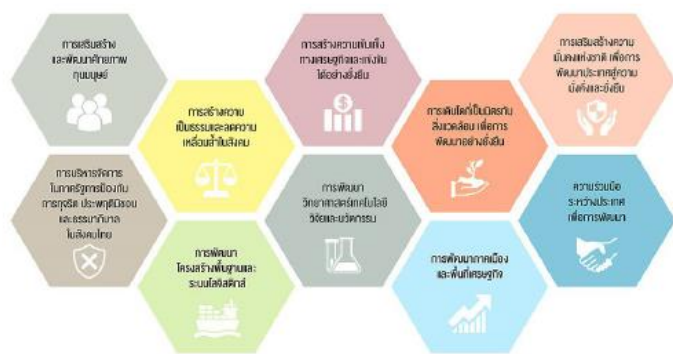 การเสริมสร้าง
และพัฒนาศักยภาพ
ทุนมนุษย์
การสร้างความ
เป็นธรรมและลดความ
เหลื่อมล้ำในสังคม
การสร้างความเข้มแข็ง
ทางเศรษฐกิจและแข่งขัน
ได้อย่างยั่งยืน
การเติบโตที่เป็นมิตรกับ
สิ่งแวดล้อม เพื่อการ
พัฒนาอย่างยั่งยืน
การเสริมสร้างความ
มั่นคงแห่งชาติ เพื่อการ
พัฒนาประเทศสู่ความ
มั่งคั่งและยั่งยืน
การบริหารจัดการ
ในภาครัฐการป้องกัน
การทุจริต ประพฤติมิชอบ
และธรรมาภิบาล
ในสังคมไทย
การพัฒนา
โครงสร้างพื้นฐานและ
ระบบโลจิสติกส์
การพัฒนา
วิทยาศาสตร์เทคโนโลยี
วิจัยและนวัตกรรม
การพัฒนาภาคเมือง
และพื้นที่เศรษฐกิจ
ความร่วมมือ
ระหว่างประเทศ
เพื่อการพัฒนา